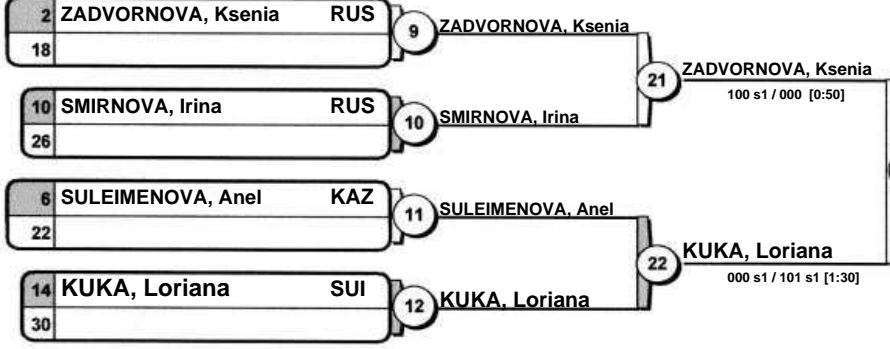 2 ZADVORNOVA, Ksenia RUS
18
9 ZADVORNOVA, Ksenia
21 ZADVORNOVA, Ksenia
100 s1 / 000 [0:50]
10 SMIRNOVA, Irina RUS
26
10 SMIRNOVA, Irina
6 SULEIMENOVA, Anel KAZ
22
11 SULEIMENOVA, Anel
22 KUKA, Loriana
000 s1 / 101 s1 [1:30]
14 KUKA, Loriana SUI
30
12 KUKA, Loriana